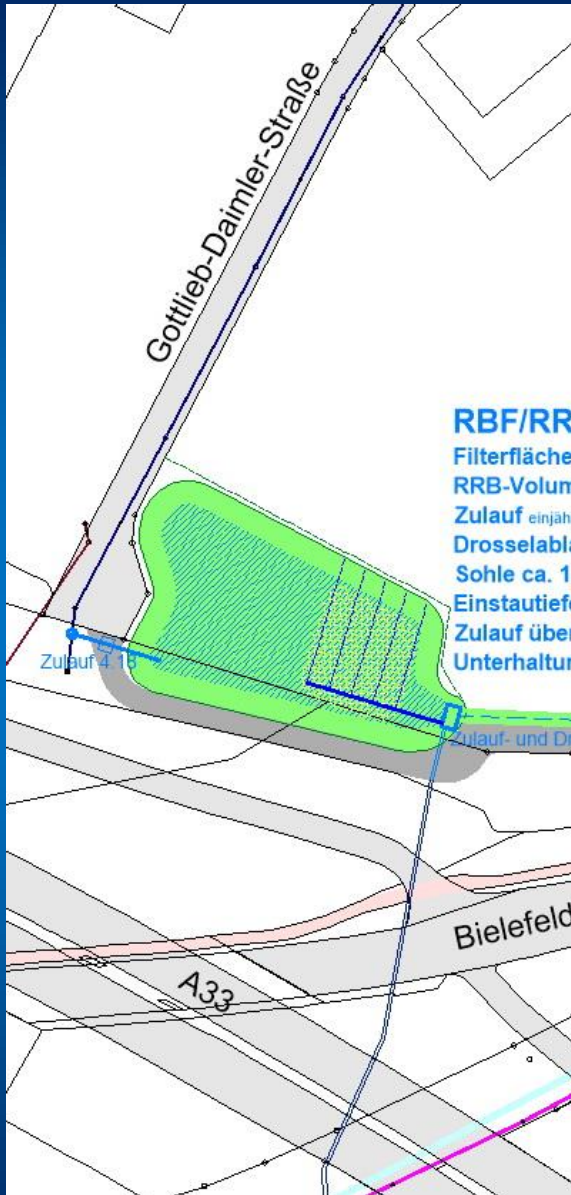 Gottlieb-Daimler-Straße
RBF/RR
Filterfläche
RRB-Volum
Zulauf einjäh
Drosselabla
Sohle ca. 1
Einstautiefe
Zulauf über
Unterhaltun
Zulauf 4.18
Zulauf- und Dr
Bielefeld
A33